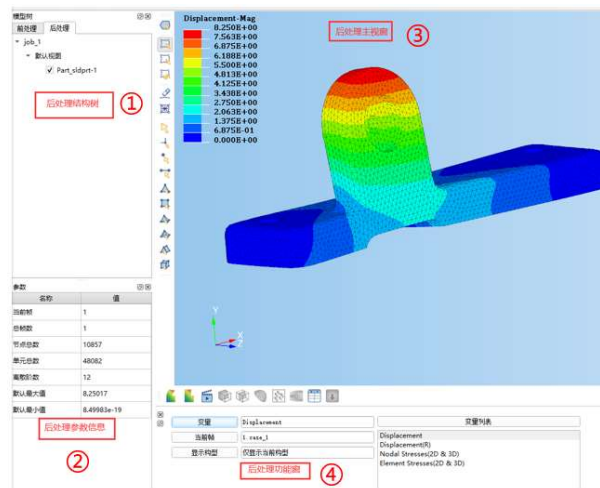 模型树
前处理 后处理
job_1
默认视图
Part_sldprt-1
后处理结构树
①
参数
名称 值
当前帧 1
总帧数 1
节点总数 10857
单元总数 48082
离散阶数 12
默认最大值 8.25017
默认最小值 8.49983e-19
后处理参数信息
②
Displacement-Mag
8.250E+00
7.563E+00
6.875E+00
6.188E+00
5.500E+00
4.813E+00
4.125E+00
3.438E+00
2.750E+00
2.063E+00
1.375E+00
6.875E-01
0.000E+00
后处理主视窗
③
Y
X
Z
变量 Displacement
当前帧 1.case_1
显示构型 仅显示当前构型
后处理功能窗
④
变量列表
Displacement
Displacement(R)
Nodal Stresses(2D & 3D)
Element Stresses(2D & 3D)